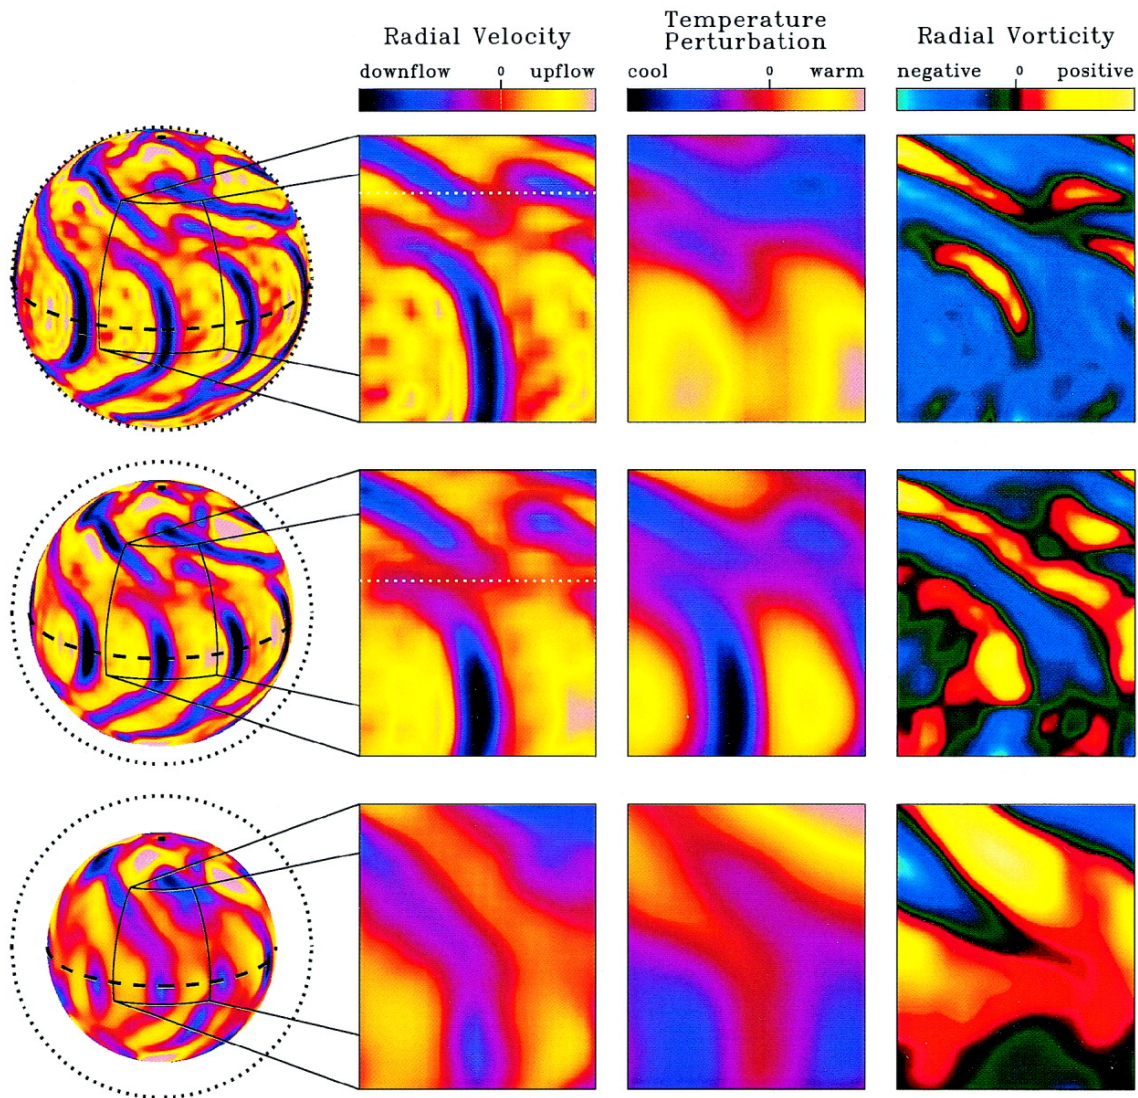 Radial Velocity
downflow 0 upflow
Temperature
Perturbation
cool 0 warm
Radial Vorticity
negative 0 positive